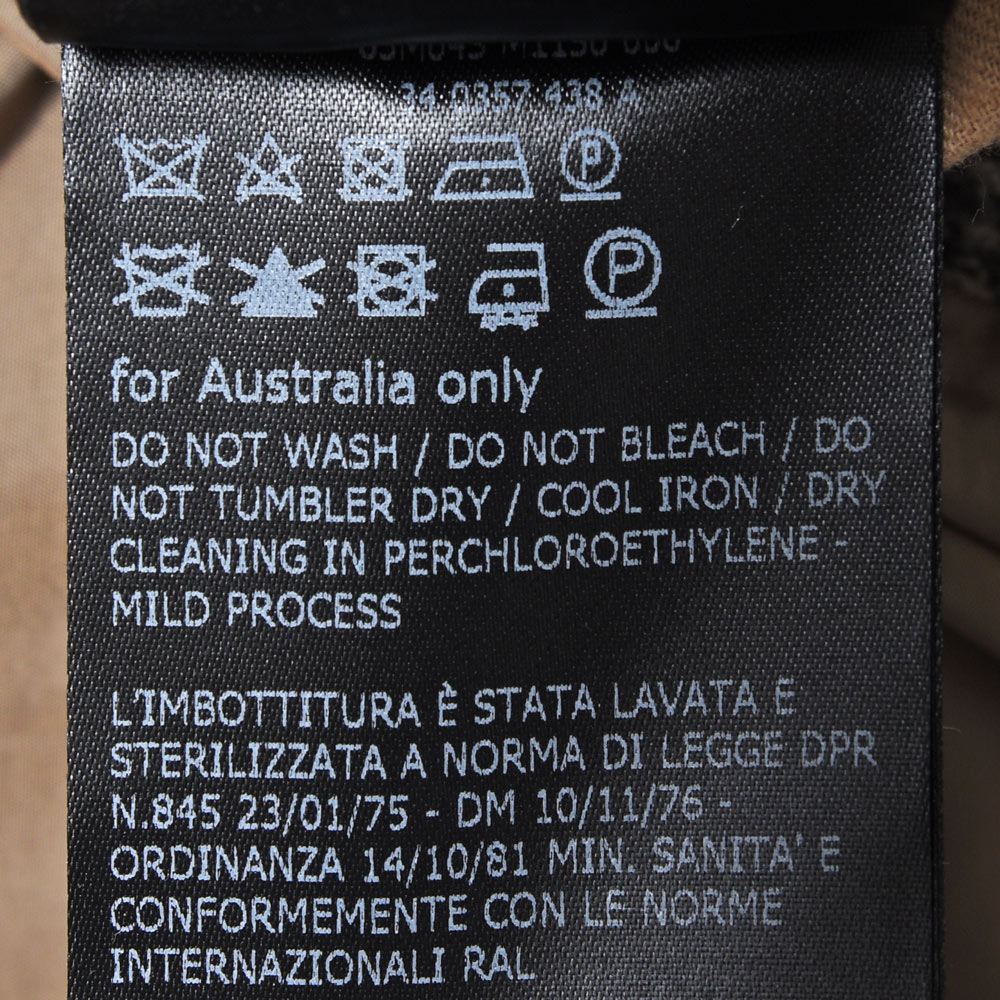 34 0357 438 A
P
P
for Australia only
DO NOT WASH / DO NOT BLEACH / DO
NOT TUMBLER DRY / COOL IRON / DRY
CLEANING IN PERCHLOROETHYLENE -
MILD PROCESS
L'IMBOTTITURA È STATA LAVATA E
STERILIZZATA A NORMA DI LEGGE DPR
N.845 23/01/75 - DM 10/11/76 -
ORDINANZA 14/10/81 MIN. SANITA' E
CONFORMEMENTE CON LE NORME
INTERNAZIONALI RAL